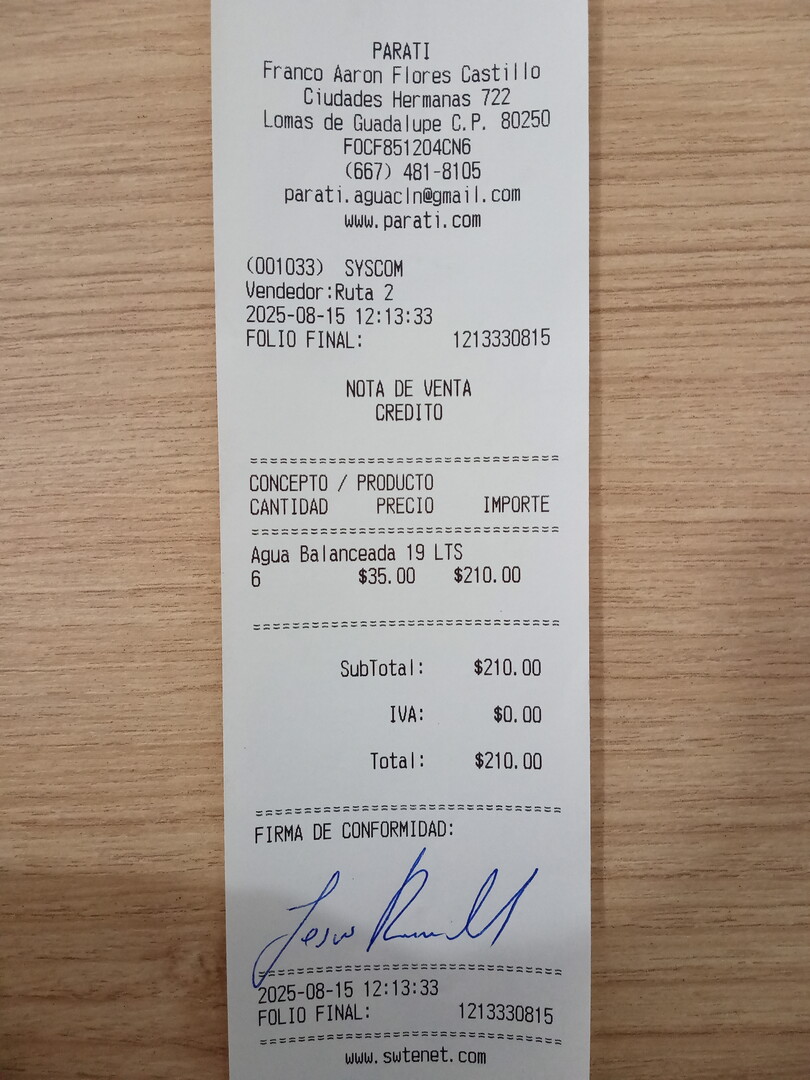 PARATI
Franco Aaron Flores Castillo
Ciudades Hermanas 722
Lomas de Guadalupe C.P. 80250
FOCF851204CN6
(667) 481-8105
parati.aguacln@gmail.com
www.parati.com
(001033) SYSCOM
Vendedor:Ruta 2
2025-08-15 12:13:33
FOLIO FINAL: 1213330815
NOTA DE VENTA
CREDITO
==============================
CONCEPTO / PRODUCTO
CANTIDAD PRECIO IMPORTE
==============================
Agua Balanceada 19 LTS
6 $35.00 $210.00
==============================
SubTotal: $210.00
IVA: $0.00
Total: $210.00
==============================
FIRMA DE CONFORMIDAD:
Jesus
==============================
2025-08-15 12:13:33
FOLIO FINAL: 1213330815
==============================
www.swtenet.com